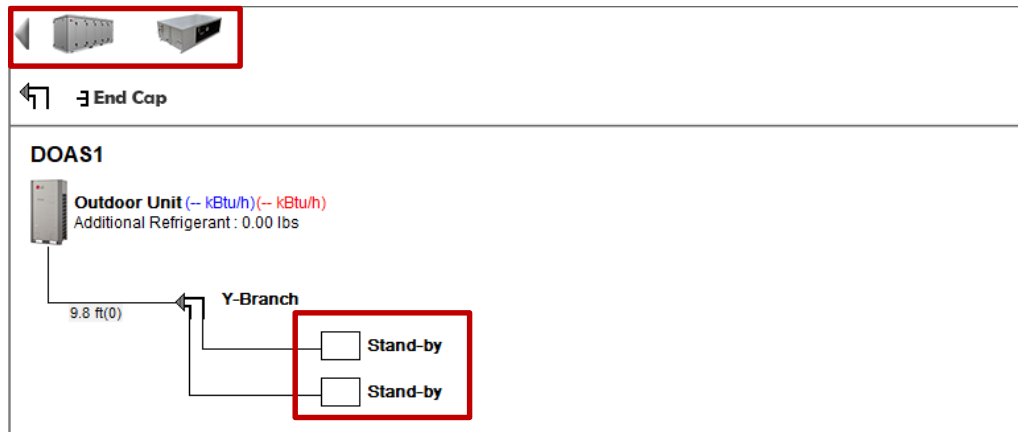 End Cap
DOAS1
Outdoor Unit (-- kBtu/h)(-- kBtu/h)
Additional Refrigerant : 0.00 lbs
9.8 ft(0)
Y-Branch
Stand-by
Stand-by